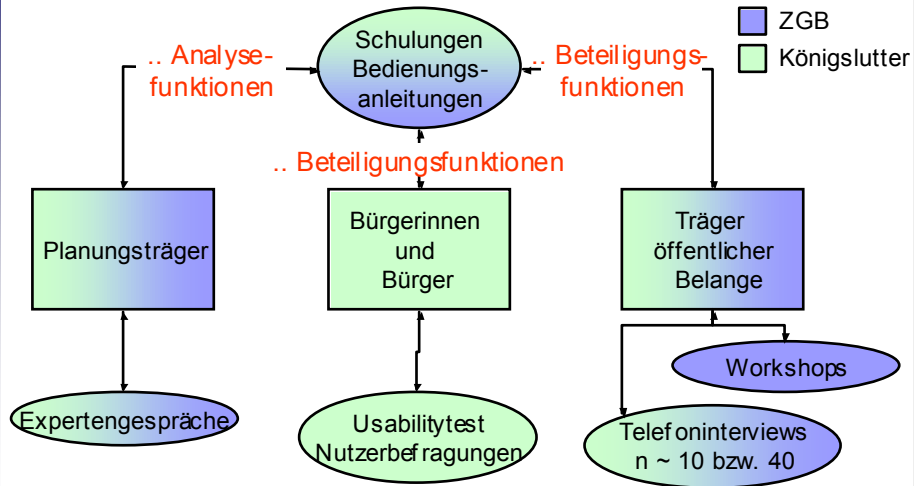 ZGB
Königslutter
.. Analyse-
funktionen
Schulungen
Bedienungs-
anleitungen
.. Beteiligungs-
funktionen
.. Beteiligungsfunktionen
Planungsträger
Bürgerinnen
und
Bürger
Träger
öffentlicher
Belange
Workshops
Expertengespräche
Usabilitytest
Nutzerbefragungen
Telefoninterviews
n ~ 10 bzw. 40